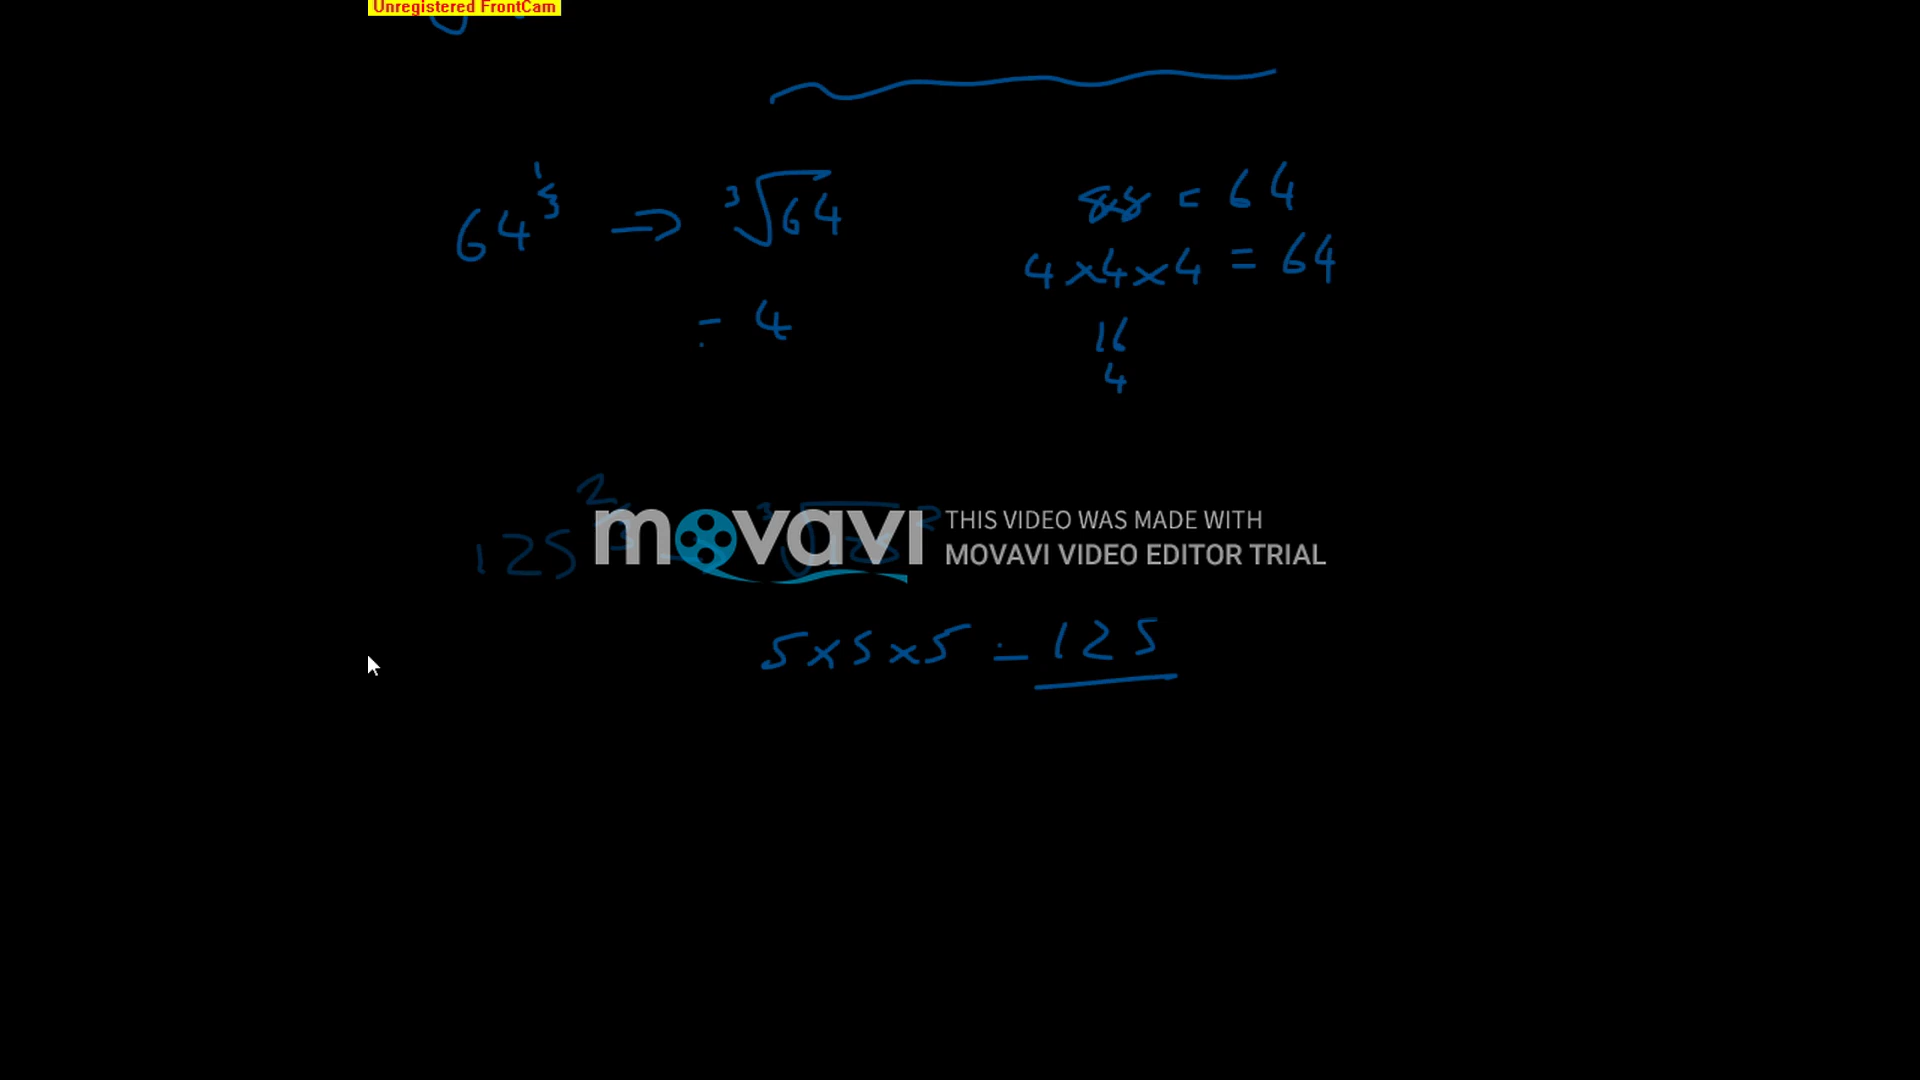 Unregistered FrontCam
64^{1/3} ⇒ ∛64
= 4
88 = 64
4×4×4 = 64
16
4
125^{2/3}
movavi
THIS VIDEO WAS MADE WITH
MOVAVI VIDEO EDITOR TRIAL
5×5×5 = 125